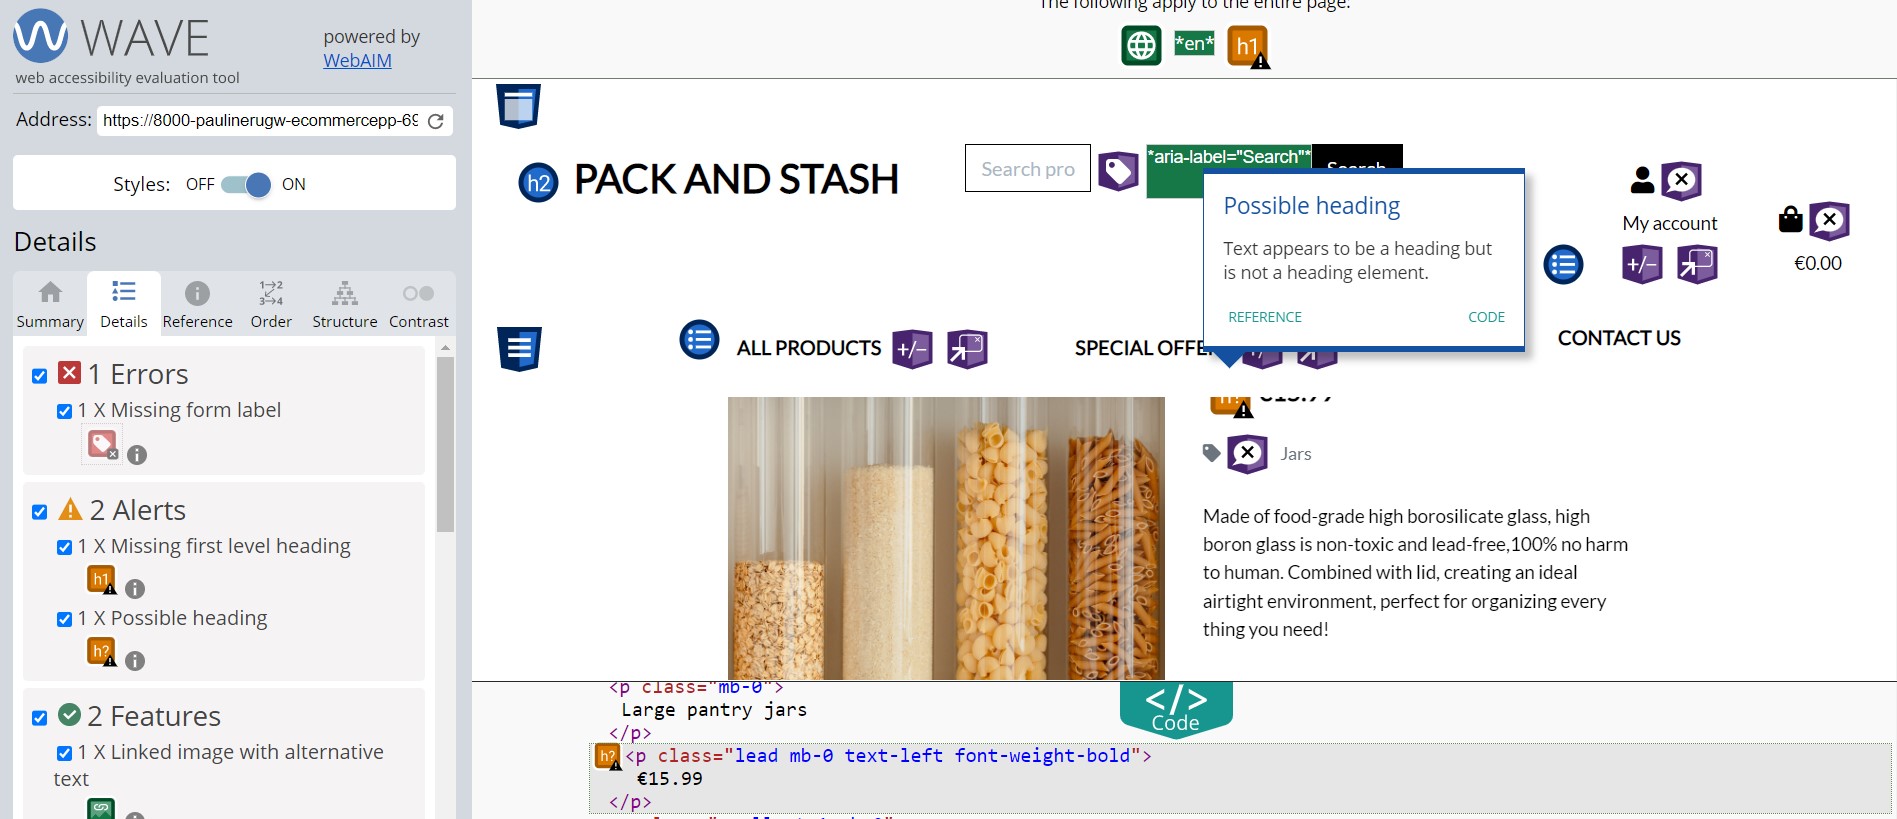 WAVE
powered by
WebAIM
web accessibility evaluation tool
Address: https://8000-paulinerugw-ecommercepp-69
Styles: OFF ON
Details
Summary Details Reference Order Structure Contrast
1 Errors
1 X Missing form label
2 Alerts
1 X Missing first level heading
h1
1 X Possible heading
h?
2 Features
1 X Linked image with alternative
text
The following apply to the entire page:
*en* h1
h2 PACK AND STASH
Search pro
*aria-label="Search"*
Search
My account
€0.00
Possible heading
Text appears to be a heading but
is not a heading element.
REFERENCE CODE
ALL PRODUCTS
SPECIAL OFFE
CONTACT US
h? €15.99
Jars
Made of food-grade high borosilicate glass, high
boron glass is non-toxic and lead-free,100% no harm
to human. Combined with lid, creating an ideal
airtight environment, perfect for organizing every
thing you need!
</> Code
<p class="mb-0">
Large pantry jars
</p>
h? <p class="lead mb-0 text-left font-weight-bold">
€15.99
</p>